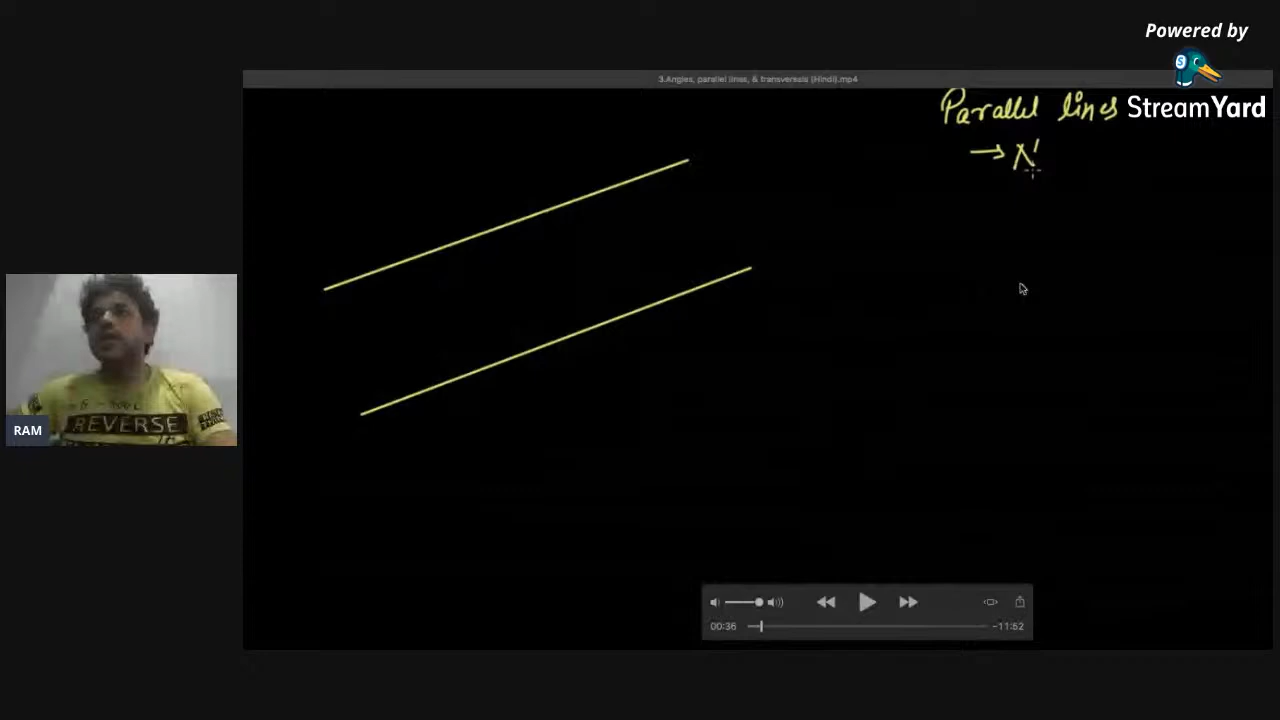 Powered by
StreamYard
3.Angles, parallel lines, & transversals (Hindi).mp4
Parallel lines
→ N
RAM
REVERSE
00:36
-11:52